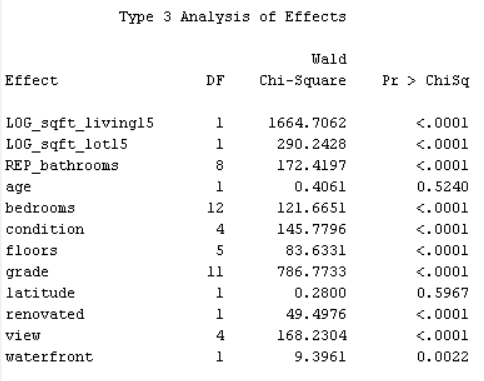 Type 3 Analysis of Effects
Wald
Effect DF Chi-Square Pr > ChiSq
LOG_sqft_living15 1 1664.7062 <.0001
LOG_sqft_lot15 1 290.2428 <.0001
REP_bathrooms 8 172.4197 <.0001
age 1 0.4061 0.5240
bedrooms 12 121.6651 <.0001
condition 4 145.7796 <.0001
floors 5 83.6331 <.0001
grade 11 786.7733 <.0001
latitude 1 0.2800 0.5967
renovated 1 49.4976 <.0001
view 4 168.2304 <.0001
waterfront 1 9.3961 0.0022